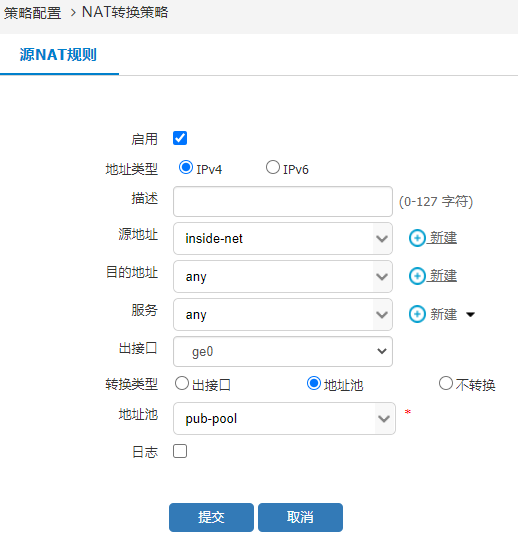 策略配置 > NAT转换策略
源NAT规则
启用
地址类型 IPv4 IPv6
描述 (0-127 字符)
源地址 inside-net 新建
目的地址 any 新建
服务 any 新建
出接口 ge0
转换类型 出接口 地址池 不转换
地址池 pub-pool *
日志
提交 取消